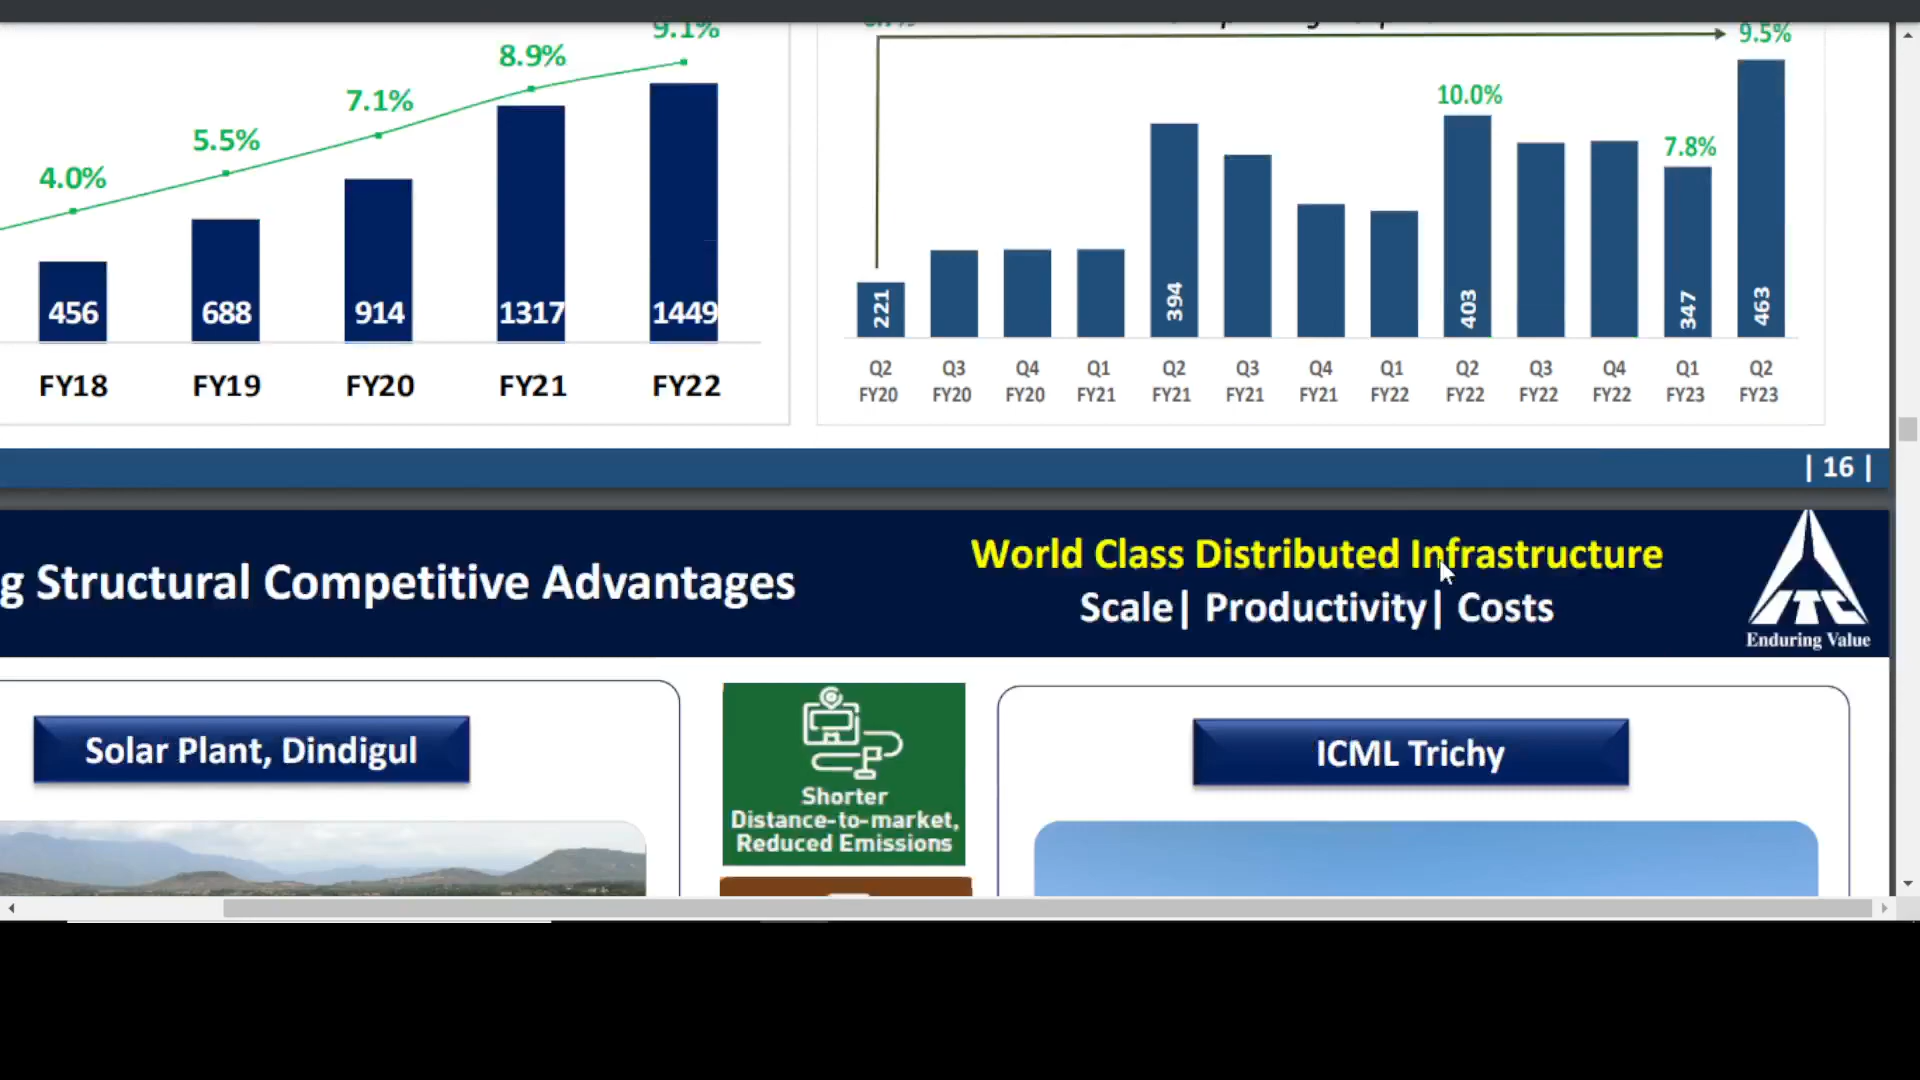 9.1%
8.9%
7.1%
5.5%
4.0%
456
688
914
1317
1449
FY18
FY19
FY20
FY21
FY22
9.5%
10.0%
7.8%
221
394
403
347
463
Q2 Q3 Q4 Q1 Q2 Q3 Q4 Q1 Q2 Q3 Q4 Q1 Q2
FY20 FY20 FY20 FY21 FY21 FY21 FY21 FY22 FY22 FY22 FY22 FY23 FY23
| 16 |
g Structural Competitive Advantages
World Class Distributed Infrastructure
Scale| Productivity| Costs
ITC
Enduring Value
Solar Plant, Dindigul
Shorter
Distance-to-market,
Reduced Emissions
ICML Trichy